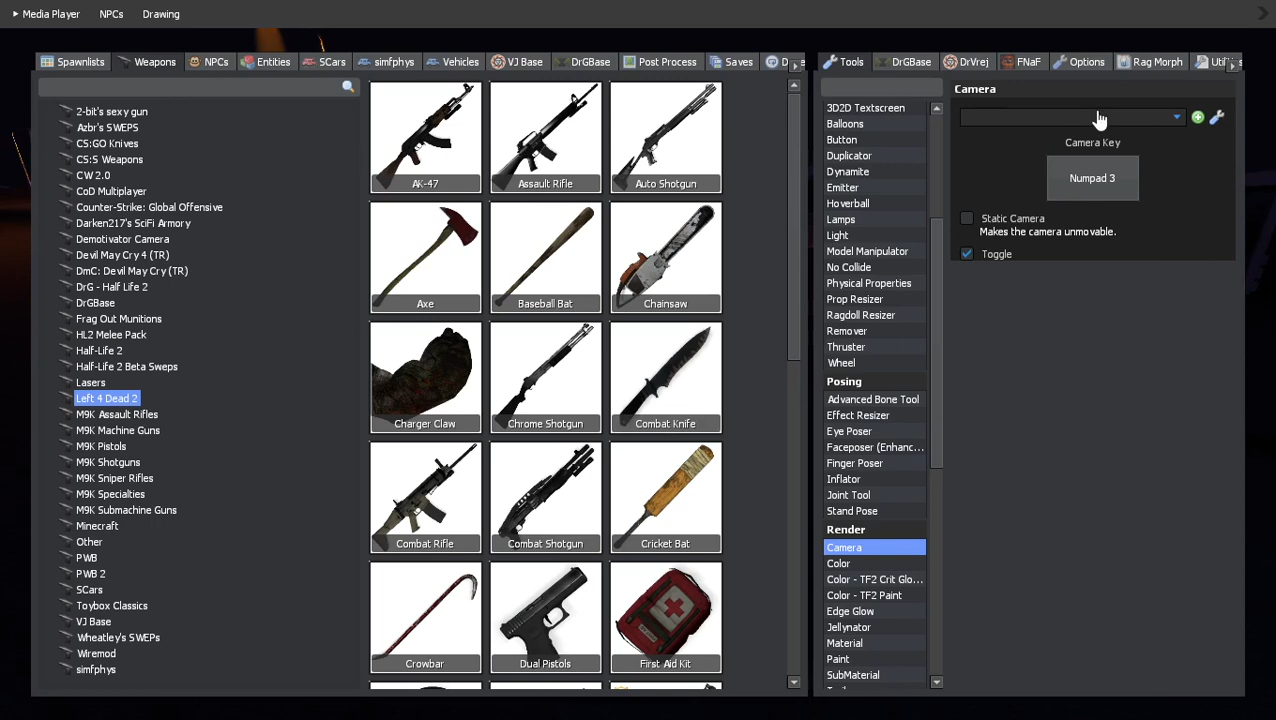 Media Player NPCs Drawing
Spawnlists Weapons NPCs Entities SCars simfphys Vehicles VJ Base DrGBase Post Process Saves
2-bit's sexy gun
Azbr's SWEPS
CS:GO Knives
CS:S Weapons
CW 2.0
CoD Multiplayer
Counter-Strike: Global Offensive
Darken217's SciFi Armory
Demotivator Camera
Devil May Cry 4 (TR)
DmC: Devil May Cry (TR)
DrG - Half Life 2
DrGBase
Frag Out Munitions
HL2 Melee Pack
Half-Life 2
Half-Life 2 Beta Sweps
Lasers
Left 4 Dead 2
M9K Assault Rifles
M9K Machine Guns
M9K Pistols
M9K Shotguns
M9K Sniper Rifles
M9K Specialties
M9K Submachine Guns
Minecraft
Other
PWB
PWB 2
SCars
Toybox Classics
VJ Base
Wheatley's SWEPs
Wiremod
simfphys
AK-47 Assault Rifle Auto Shotgun
Axe Baseball Bat Chainsaw
Charger Claw Chrome Shotgun Combat Knife
Combat Rifle Combat Shotgun Cricket Bat
Crowbar Dual Pistols First Aid Kit
Tools DrGBase DrVrej FNaF Options Rag Morph
3D2D Textscreen
Balloons
Button
Duplicator
Dynamite
Emitter
Hoverball
Lamps
Light
Model Manipulator
No Collide
Physical Properties
Prop Resizer
Ragdoll Resizer
Remover
Thruster
Wheel
Posing
Advanced Bone Tool
Effect Resizer
Eye Poser
Faceposer (Enhanc...
Finger Poser
Inflator
Joint Tool
Stand Pose
Render
Camera
Color
Color - TF2 Crit Glo...
Color - TF2 Paint
Edge Glow
Jellynator
Material
Paint
SubMaterial
Camera
Camera Key
Numpad 3
Static Camera
Makes the camera unmovable.
Toggle